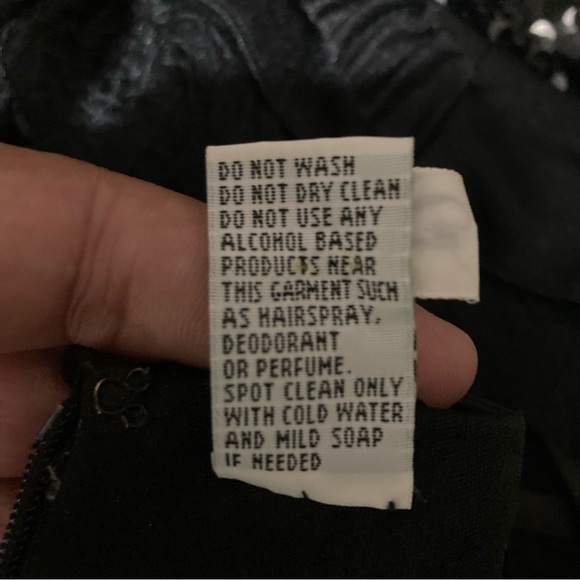 DO NOT WASH
DO NOT DRY CLEAN
DO NOT USE ANY
ALCOHOL BASED
PRODUCTS NEAR
THIS GARMENT SUCH
AS HAIRSPRAY,
DEODORANT
OR PERFUME.
SPOT CLEAN ONLY
WITH COLD WATER
AND MILD SOAP
IF NEEDED